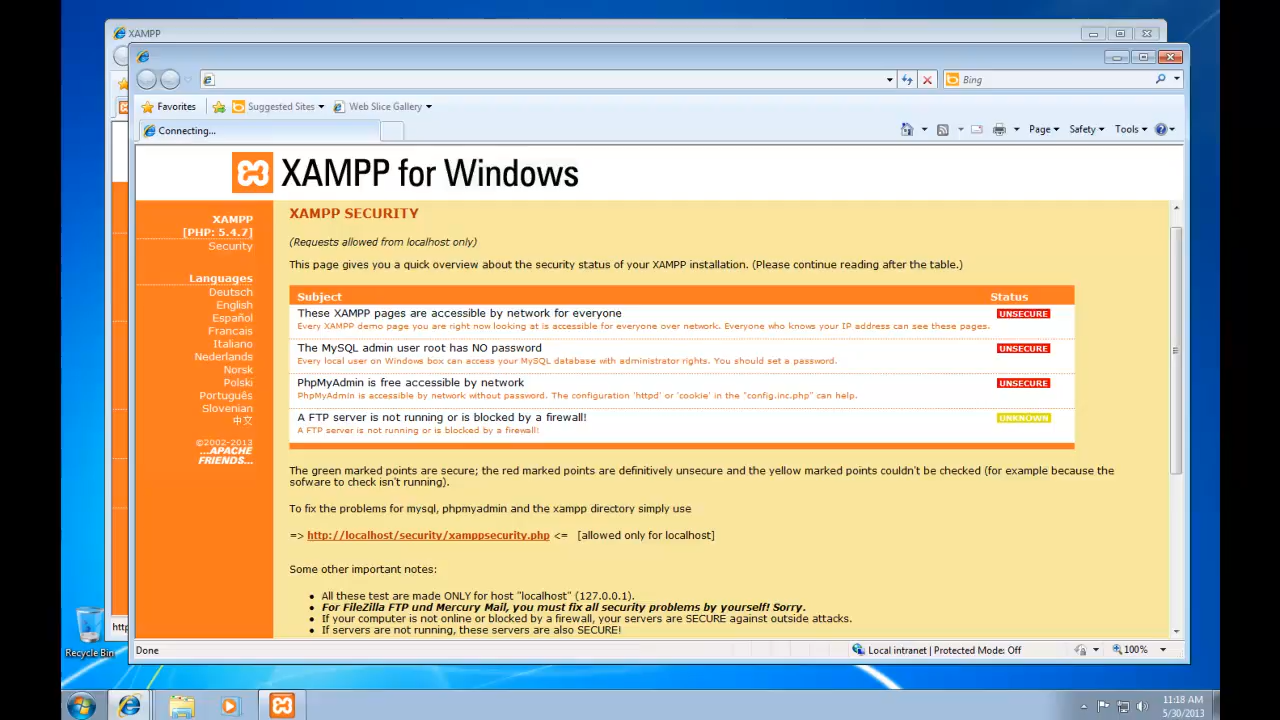 XAMPP
Bing
Favorites
Suggested Sites
Web Slice Gallery
Connecting...
Page
Safety
Tools
XAMPP for Windows
XAMPP
[PHP: 5.4.7]
Security
Languages
Deutsch
English
Español
Francais
Italiano
Nederlands
Norsk
Polski
Português
Slovenian
中文
©2002-2013
...APACHE
FRIENDS...
XAMPP SECURITY
(Requests allowed from localhost only)
This page gives you a quick overview about the security status of your XAMPP installation. (Please continue reading after the table.)
Subject Status
These XAMPP pages are accessible by network for everyone UNSECURE
Every XAMPP demo page you are right now looking at is accessible for everyone over network. Everyone who knows your IP address can see these pages.
The MySQL admin user root has NO password UNSECURE
Every local user on Windows box can access your MySQL database with administrator rights. You should set a password.
PhpMyAdmin is free accessible by network UNSECURE
PhpMyAdmin is accessible by network without password. The configuration 'httpd' or 'cookie' in the "config.inc.php" can help.
A FTP server is not running or is blocked by a firewall! UNKNOWN
A FTP server is not running or is blocked by a firewall!
The green marked points are secure; the red marked points are definitively unsecure and the yellow marked points couldn't be checked (for example because the
sofware to check isn't running).
To fix the problems for mysql, phpmyadmin and the xampp directory simply use
=> http://localhost/security/xamppsecurity.php <= [allowed only for localhost]
Some other important notes:
• All these test are made ONLY for host "localhost" (127.0.0.1).
• For FileZilla FTP und Mercury Mail, you must fix all security problems by yourself! Sorry.
• If your computer is not online or blocked by a firewall, your servers are SECURE against outside attacks.
• If servers are not running, these servers are also SECURE!
htt
Done
Local intranet | Protected Mode: Off
100%
Recycle Bin
11:18 AM
5/30/2013